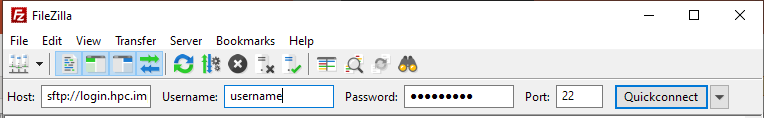 FileZilla
File Edit View Transfer Server Bookmarks Help
Host: sftp://login.hpc.im Username: username Password: ●●●●●●●●● Port: 22 Quickconnect